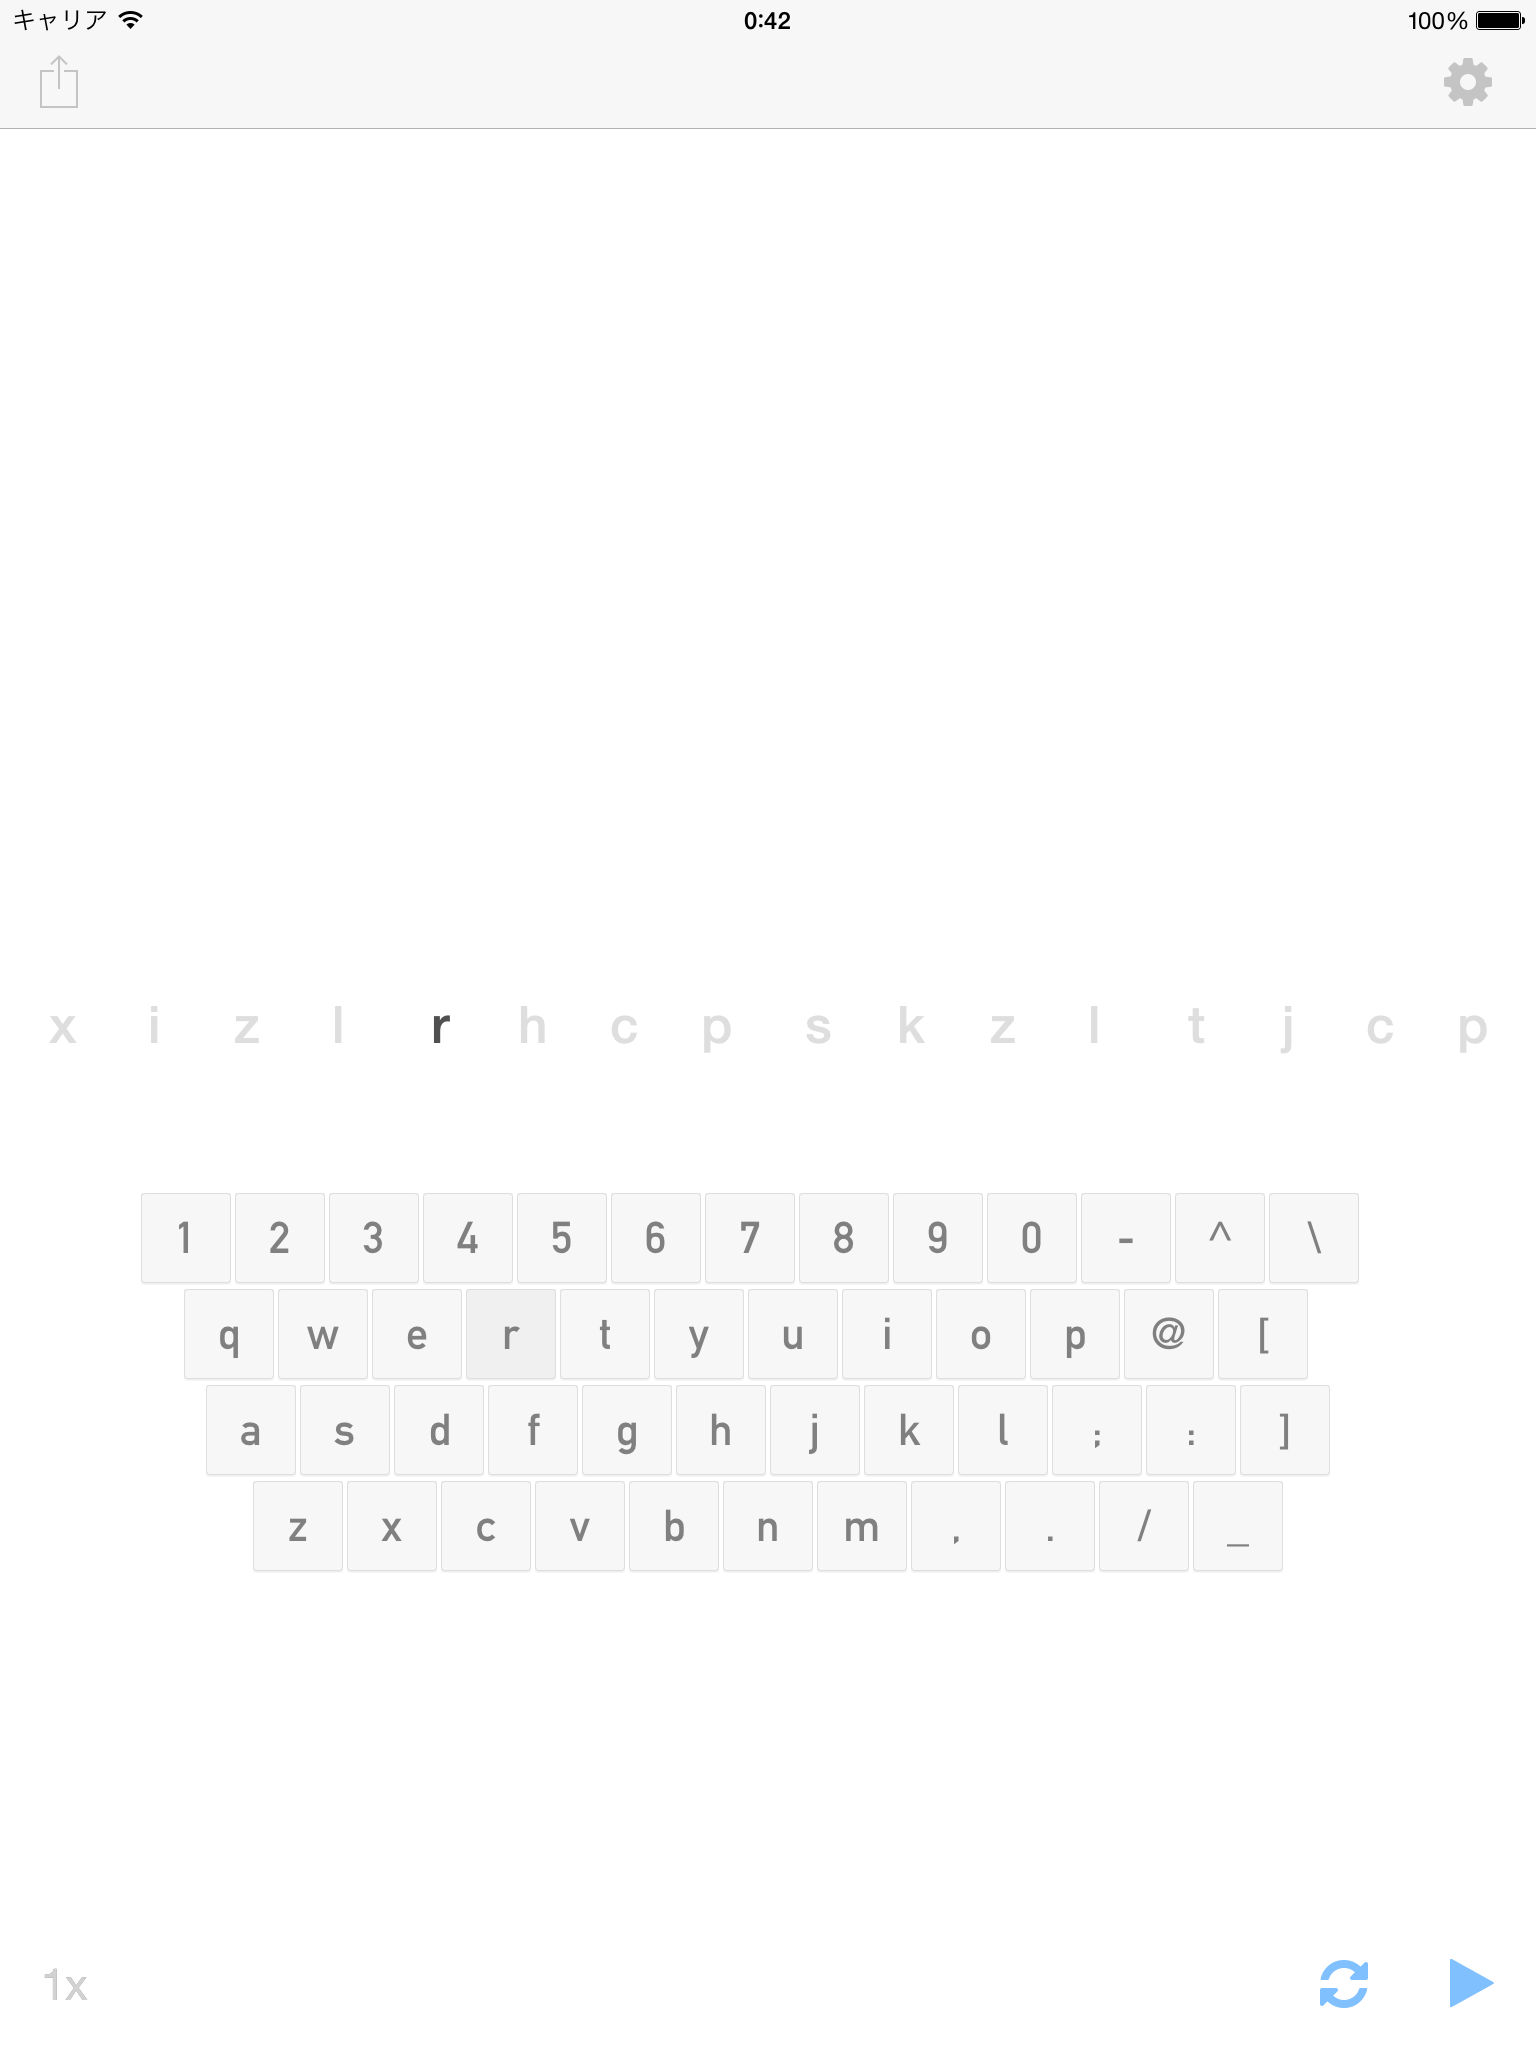 キャリア 0:42 100%
x i z l r h c p s k z l t j c p
1 2 3 4 5 6 7 8 9 0 - ^ \
q w e r t y u i o p @ [
a s d f g h j k l ; : ]
z x c v b n m , . / _
1x